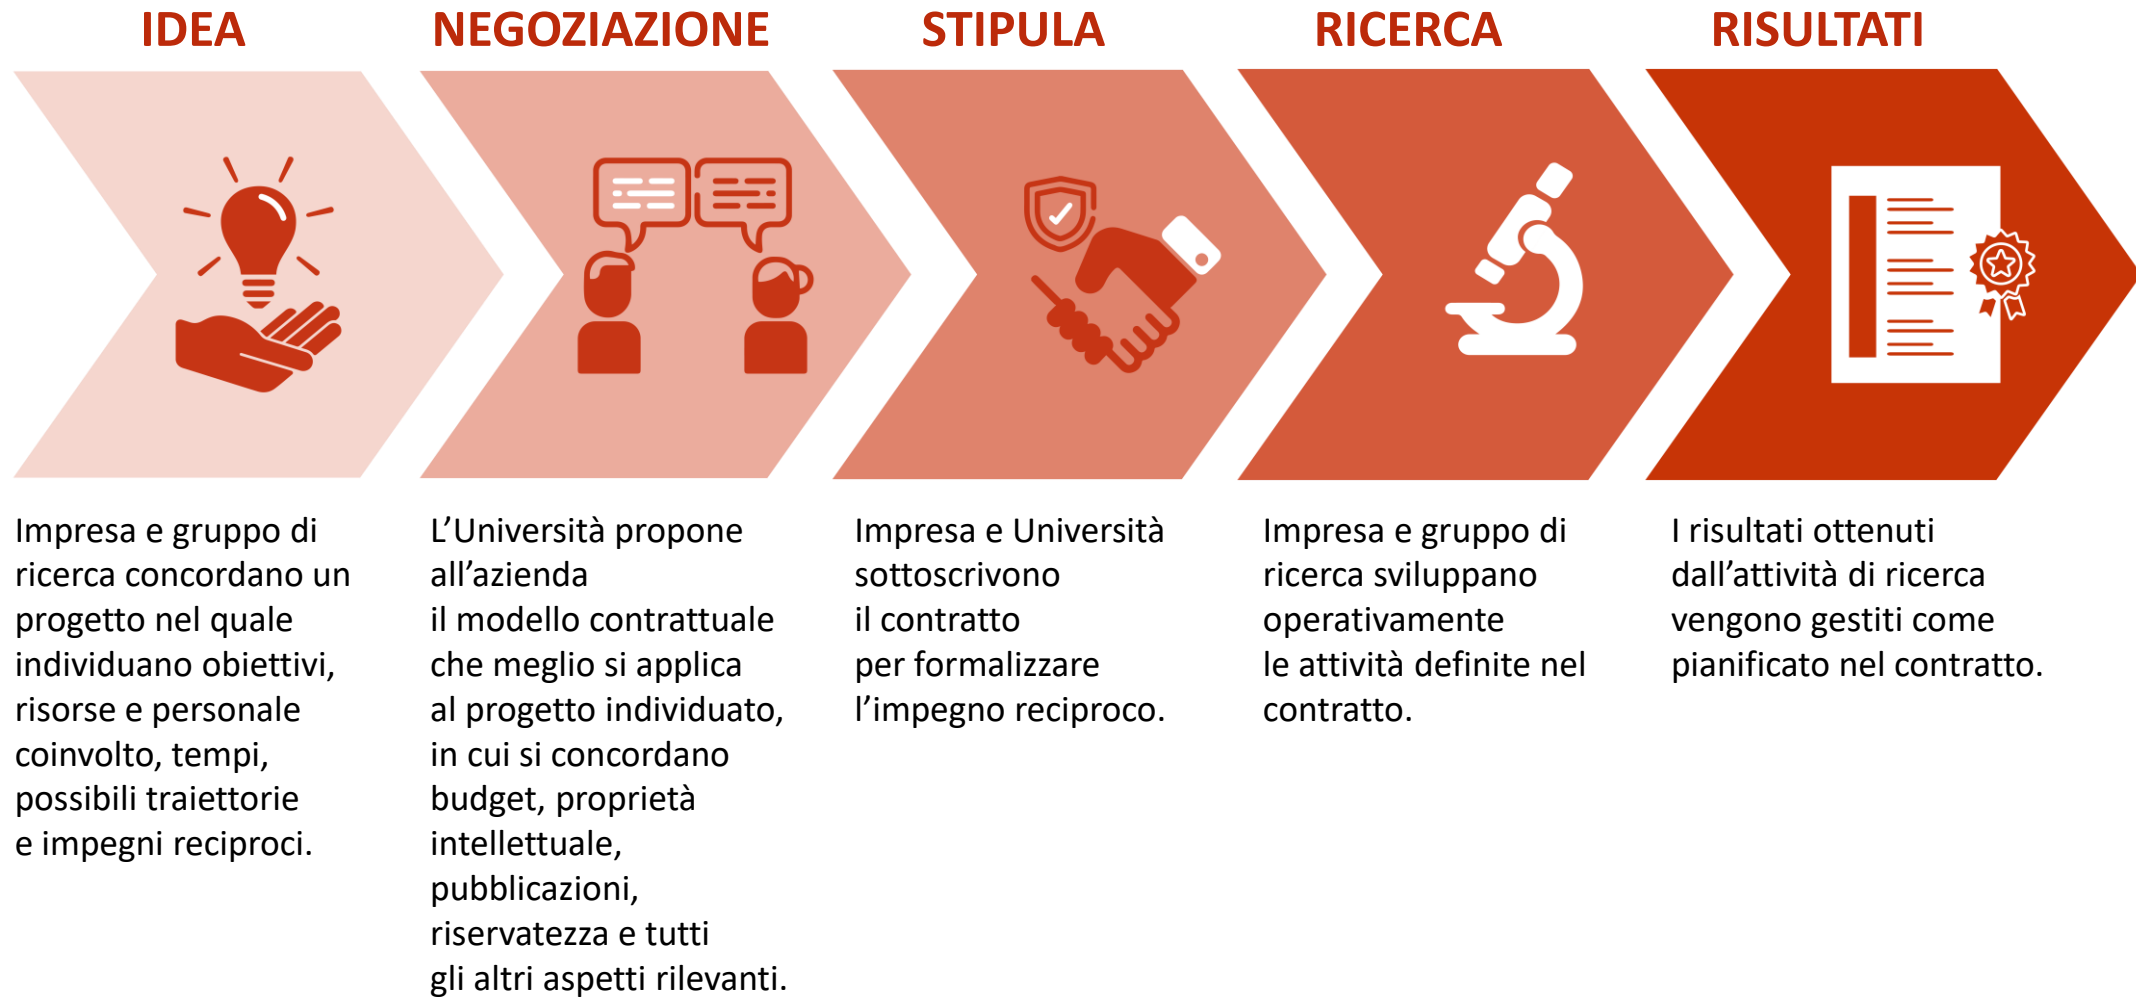 IDEA
NEGOZIAZIONE
STIPULA
RICERCA
RISULTATI
Impresa e gruppo di
ricerca concordano un
progetto nel quale
individuano obiettivi,
risorse e personale
coinvolto, tempi,
possibili traiettorie
e impegni reciproci.
L’Università propone
all’azienda
il modello contrattuale
che meglio si applica
al progetto individuato,
in cui si concordano
budget, proprietà
intellettuale,
pubblicazioni,
riservatezza e tutti
gli altri aspetti rilevanti.
Impresa e Università
sottoscrivono
il contratto
per formalizzare
l’impegno reciproco.
Impresa e gruppo di
ricerca sviluppano
operativamente
le attività definite nel
contratto.
I risultati ottenuti
dall’attività di ricerca
vengono gestiti come
pianificato nel contratto.